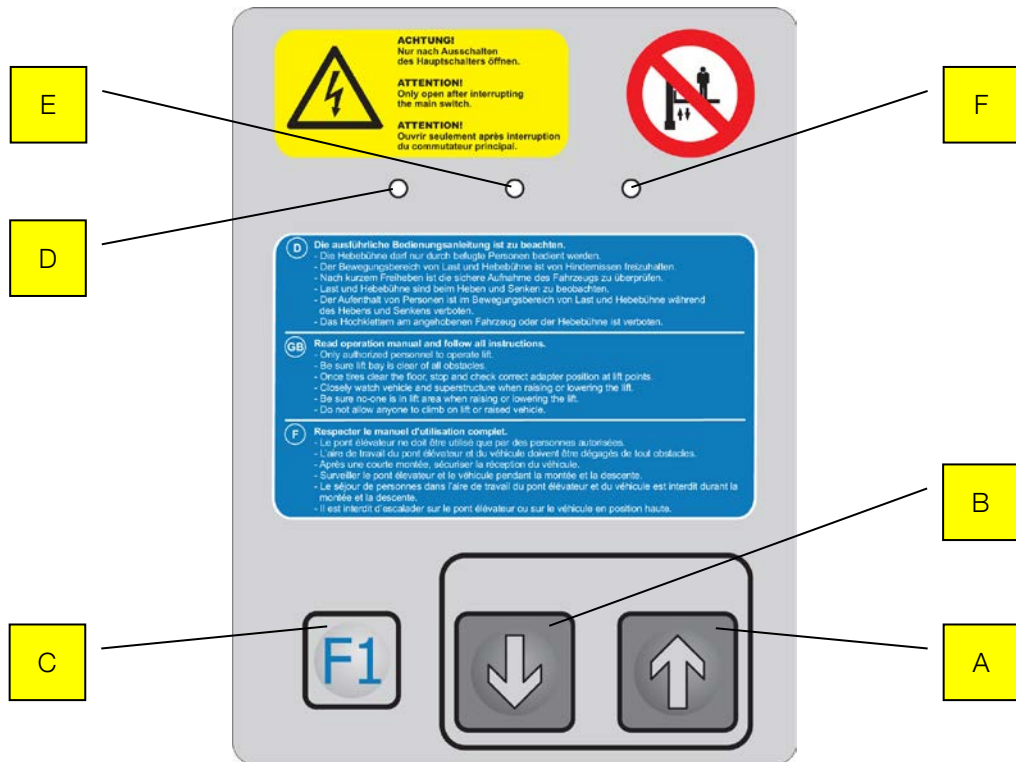 ACHTUNG!
Nur nach Ausschalten
des Hauptschalters öffnen.
ATTENTION!
Only open after interrupting
the main switch.
ATTENTION!
Ouvrir seulement après interruption
du commutateur principal.
E
F
D
D Die ausführliche Bedienungsanleitung ist zu beachten.
- Die Hebebühne darf nur durch befugte Personen bedient werden.
- Der Bewegungsbereich von Last und Hebebühne ist von Hindernissen freizuhalten.
- Nach kurzem Freiheben ist die sichere Aufnahme des Fahrzeugs zu überprüfen.
- Last und Hebebühne sind beim Heben und Senken zu beobachten.
- Der Aufenthalt von Personen ist im Bewegungsbereich von Last und Hebebühne während
des Hebens und Senkens verboten.
- Das Hochklettern am angehobenen Fahrzeug oder der Hebebühne ist verboten.
GB Read operation manual and follow all instructions.
- Only authorized personnel to operate lift.
- Be sure lift bay is clear of all obstacles.
- Once tires clear the floor, stop and check correct adapter position at lift points.
- Closely watch vehicle and superstructure when raising or lowering the lift.
- Be sure no-one is in lift area when raising or lowering the lift.
- Do not allow anyone to climb on lift or raised vehicle.
F Respecter le manuel d'utilisation complet.
- Le pont élévateur ne doit être utilisé que par des personnes autorisées.
- L'aire de travail du pont élévateur et du véhicule doivent être dégagés de tout obstacles.
- Après une courte montée, sécuriser la réception du véhicule.
- Surveiller le pont élevateur et le véhicule pendant la montée et la descente.
- Le séjour de personnes dans l'aire de travail du pont élévateur et du véhicule est interdit durant la
montée et la descente.
- Il est interdit d'escalader sur le pont élévateur ou sur le véhicule en position haute.
B
C
F1
A